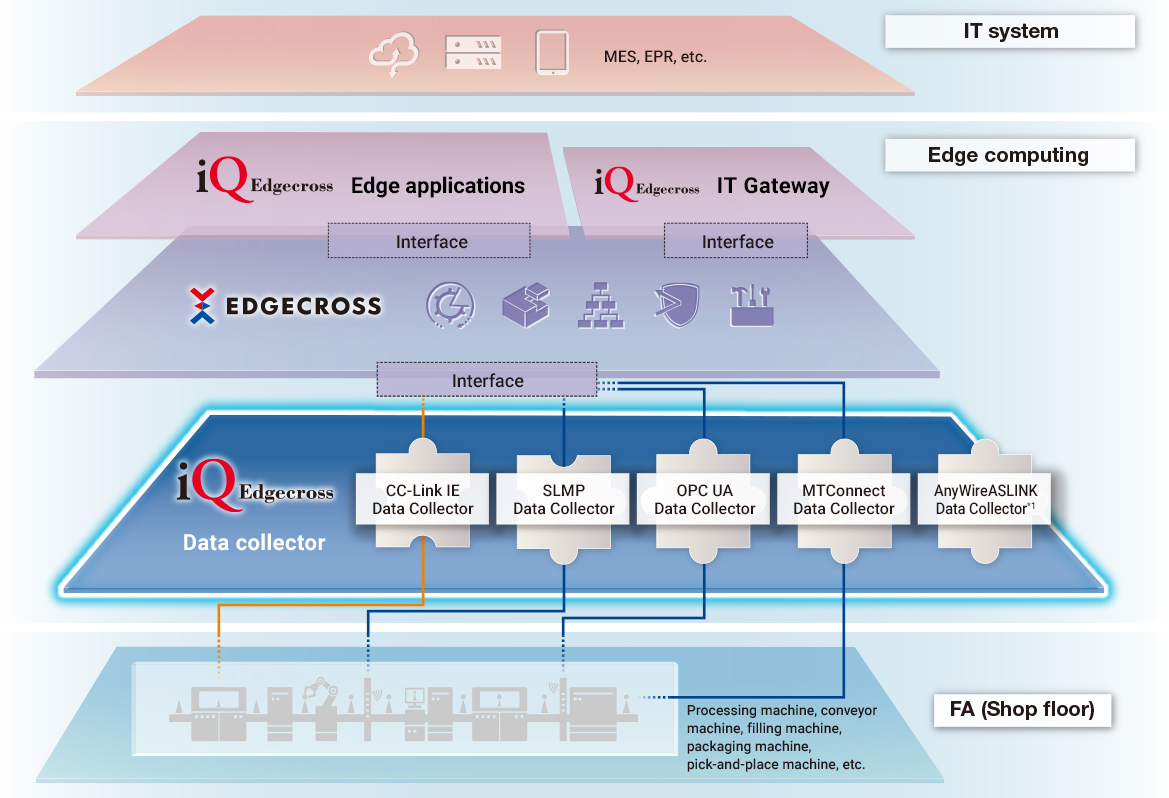 IT system
MES, EPR, etc.
Edge computing
iQ Edgecross Edge applications
iQ Edgecross IT Gateway
Interface
Interface
EDGECROSS
Interface
iQ Edgecross
Data collector
CC-Link IE
Data Collector
SLMP
Data Collector
OPC UA
Data Collector
MTConnect
Data Collector
AnyWireASLINK
Data Collector*1
FA (Shop floor)
Processing machine, conveyor
machine, filling machine,
packaging machine,
pick-and-place machine, etc.